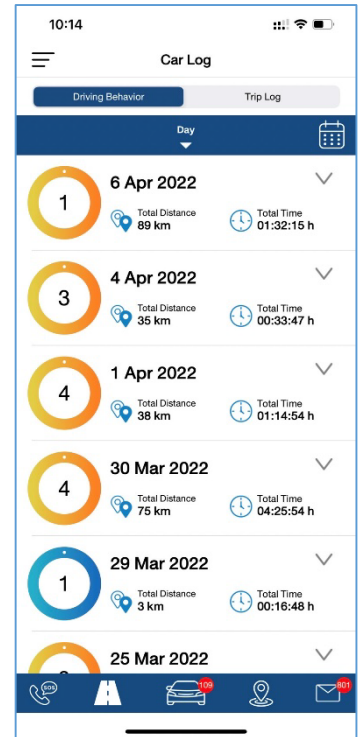 10:14
Car Log
Driving Behavior
Trip Log
Day
1
6 Apr 2022
Total Distance
89 km
Total Time
01:32:15 h
3
4 Apr 2022
Total Distance
35 km
Total Time
00:33:47 h
4
1 Apr 2022
Total Distance
38 km
Total Time
01:14:54 h
4
30 Mar 2022
Total Distance
75 km
Total Time
04:25:54 h
1
29 Mar 2022
Total Distance
3 km
Total Time
00:16:48 h
25 Mar 2022
SOS
109
801